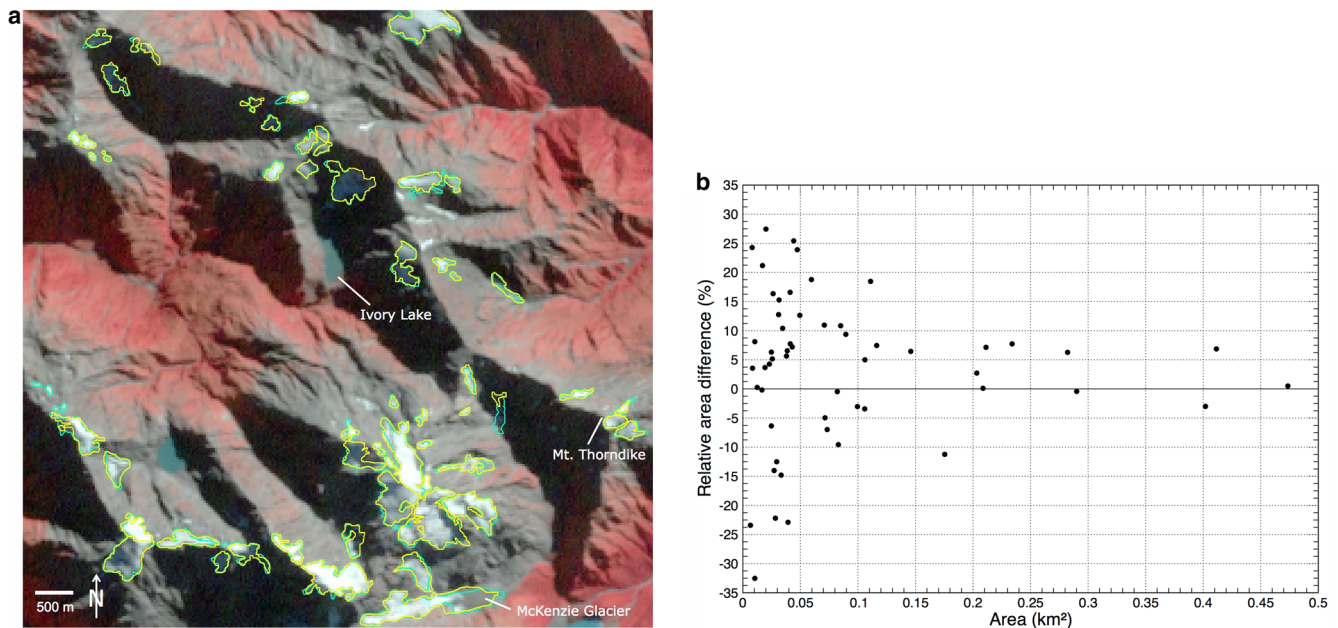 a
Ivory Lake
Mt. Thorndike
McKenzie Glacier
500 m
N
b
Relative area difference (%)
35
30
25
20
15
10
5
0
-5
-10
-15
-20
-25
-30
-35
0 0.05 0.1 0.15 0.2 0.25 0.3 0.35 0.4 0.45 0.5
Area (km²)